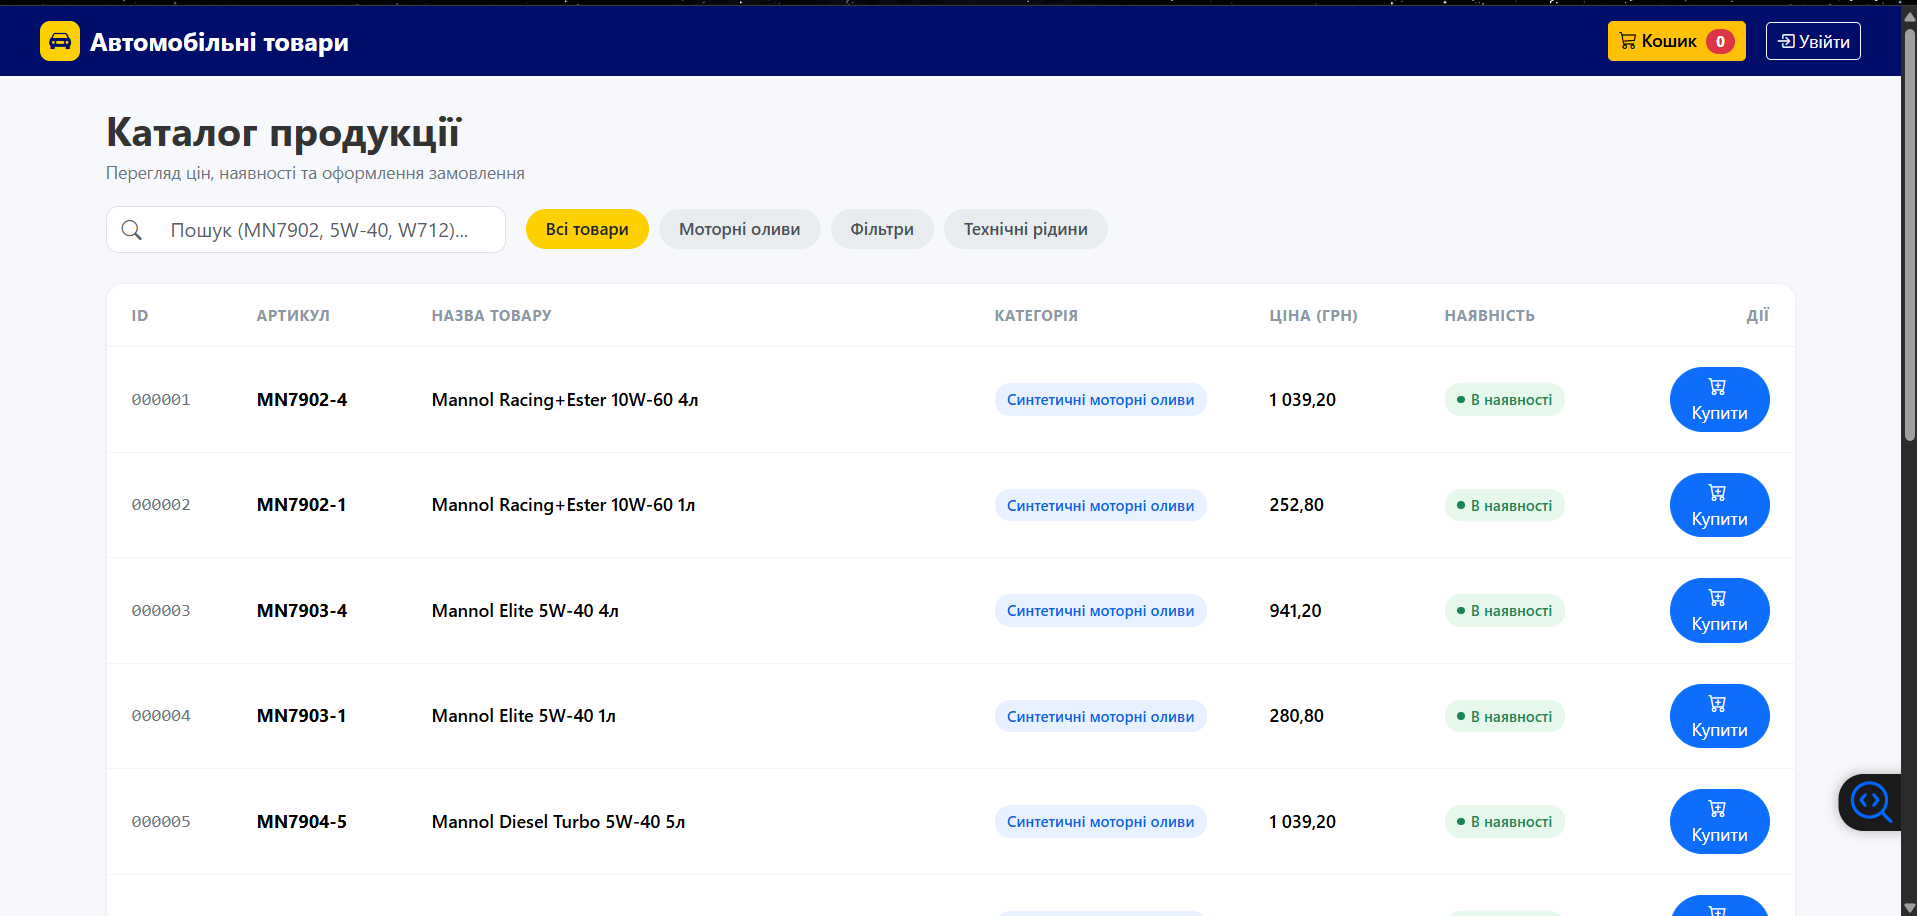 Автомобільні товари
Кошик 0
Увійти
Каталог продукції
Перегляд цін, наявності та оформлення замовлення
Пошук (MN7902, 5W-40, W712)...
Всі товари
Моторні оливи
Фільтри
Технічні рідини
ID АРТИКУЛ НАЗВА ТОВАРУ КАТЕГОРІЯ ЦІНА (ГРН) НАЯВНІСТЬ ДІЇ
000001 MN7902-4 Mannol Racing+Ester 10W-60 4л Синтетичні моторні оливи 1 039,20 В наявності Купити
000002 MN7902-1 Mannol Racing+Ester 10W-60 1л Синтетичні моторні оливи 252,80 В наявності Купити
000003 MN7903-4 Mannol Elite 5W-40 4л Синтетичні моторні оливи 941,20 В наявності Купити
000004 MN7903-1 Mannol Elite 5W-40 1л Синтетичні моторні оливи 280,80 В наявності Купити
000005 MN7904-5 Mannol Diesel Turbo 5W-40 5л Синтетичні моторні оливи 1 039,20 В наявності Купити